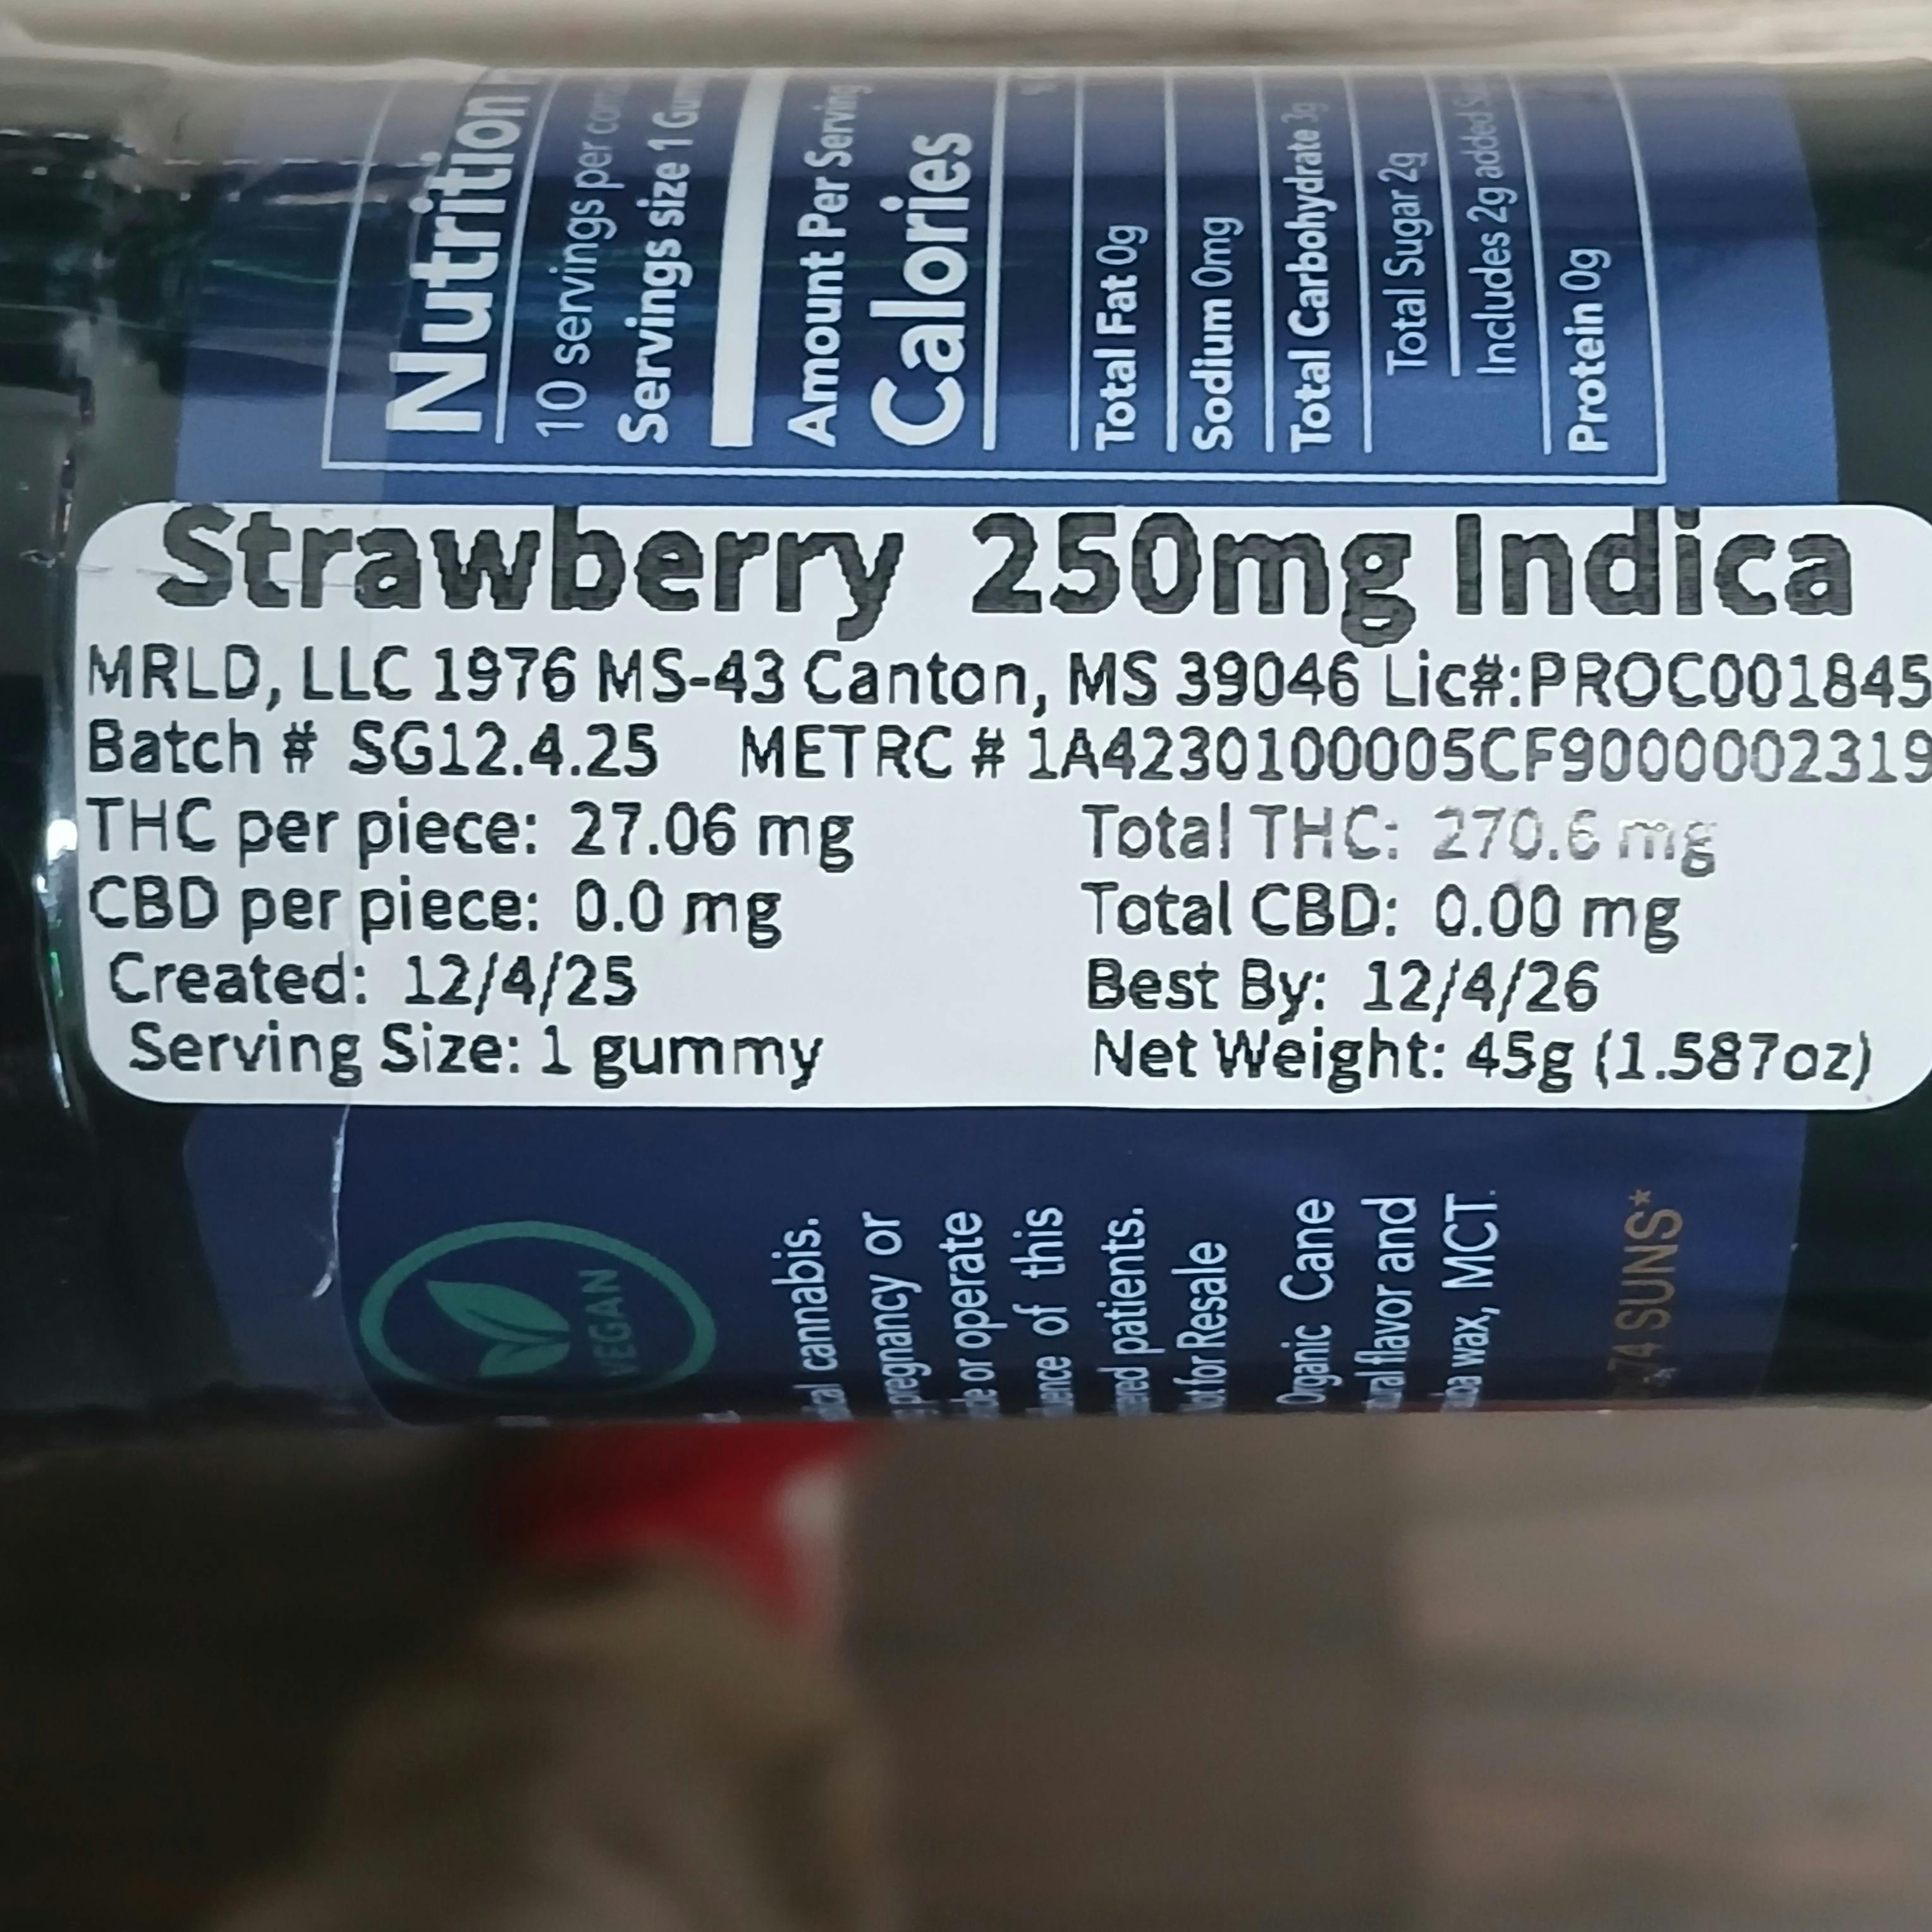 Nutrition
10 servings per
Servings size 1
Amount Per Serving
Calories
Total Fat 0g
Sodium 0mg
Total Carbohydrate 3g
Total Sugar 2g
Includes 2g added
Protein 0g
Strawberry 250mg Indica
MRLD, LLC 1976 MS-43 Canton, MS 39046 Lic#:PROC001845
Batch # SG12.4.25 METRC # 1A4230100005CF9000002319
THC per piece: 27.06 mg Total THC: 270.6 mg
CBD per piece: 0.0 mg Total CBD: 0.00 mg
Created: 12/4/25 Best By: 12/4/26
Serving Size: 1 gummy Net Weight: 45g (1.587oz)
VEGAN
cannabis.
pregnancy or
or operate
of this
patients.
for Resale
Organic Cane
flavor and
wax, MCT.
74 SUNS*